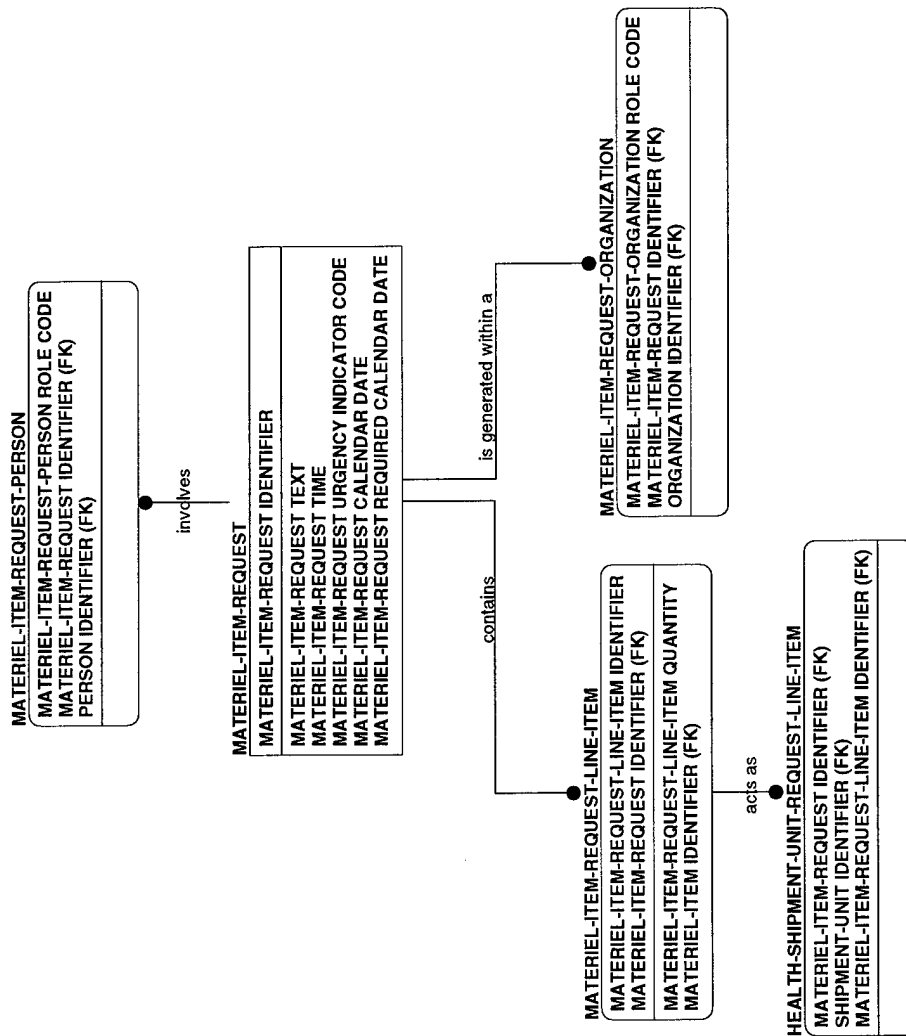 MATERIEL-ITEM-REQUEST-PERSON
MATERIEL-ITEM-REQUEST-PERSON ROLE CODE
MATERIEL-ITEM-REQUEST IDENTIFIER (FK)
PERSON IDENTIFIER (FK)
involves
MATERIEL-ITEM-REQUEST
MATERIEL-ITEM-REQUEST IDENTIFIER
MATERIEL-ITEM-REQUEST TEXT
MATERIEL-ITEM-REQUEST TIME
MATERIEL-ITEM-REQUEST URGENCY INDICATOR CODE
MATERIEL-ITEM-REQUEST CALENDAR DATE
MATERIEL-ITEM-REQUEST REQUIRED CALENDAR DATE
contains
is generated within a
MATERIEL-ITEM-REQUEST-LINE-ITEM
MATERIEL-ITEM-REQUEST-LINE-ITEM IDENTIFIER
MATERIEL-ITEM-REQUEST IDENTIFIER (FK)
MATERIEL-ITEM-REQUEST-LINE-ITEM QUANTITY
MATERIEL-ITEM IDENTIFIER (FK)
MATERIEL-ITEM-REQUEST-ORGANIZATION
MATERIEL-ITEM-REQUEST-ORGANIZATION ROLE CODE
MATERIEL-ITEM-REQUEST IDENTIFIER (FK)
ORGANIZATION IDENTIFIER (FK)
acts as
HEALTH-SHIPMENT-UNIT-REQUEST-LINE-ITEM
MATERIEL-ITEM-REQUEST IDENTIFIER (FK)
SHIPMENT-UNIT IDENTIFIER (FK)
MATERIEL-ITEM-REQUEST-LINE-ITEM IDENTIFIER (FK)